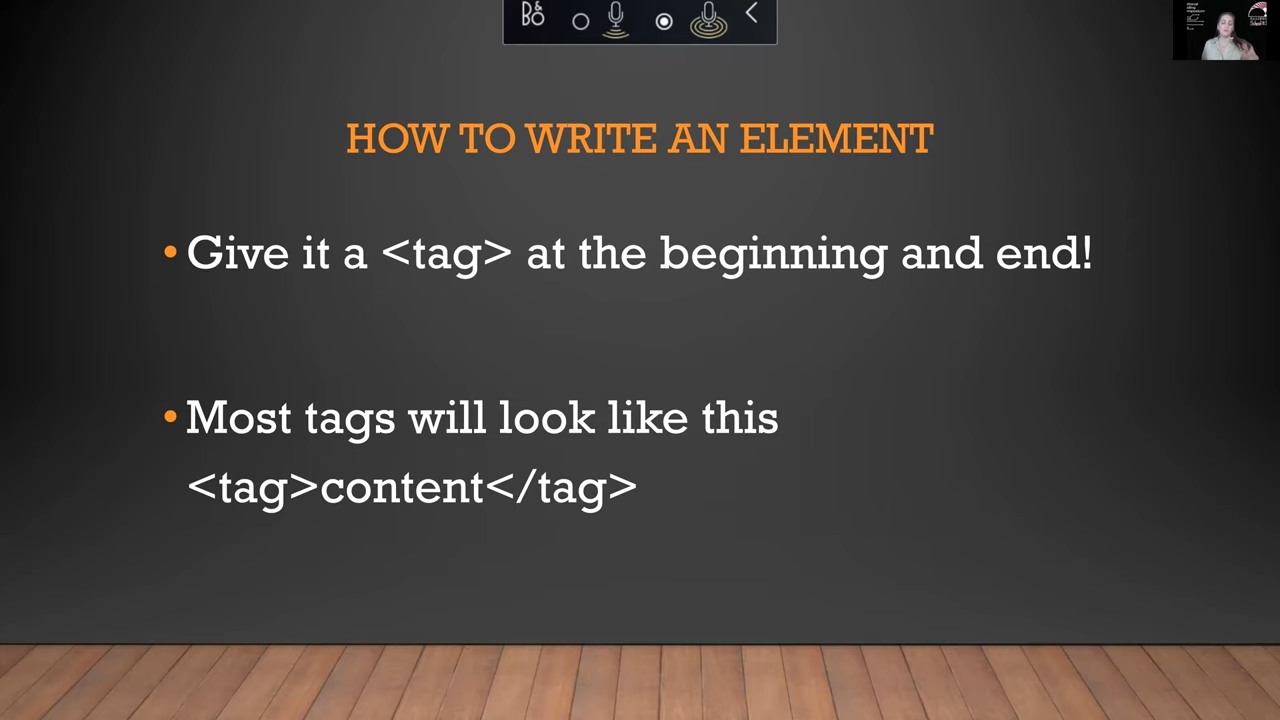 B&O
HOW TO WRITE AN ELEMENT
• Give it a <tag> at the beginning and end!
• Most tags will look like this
<tag>content</tag>